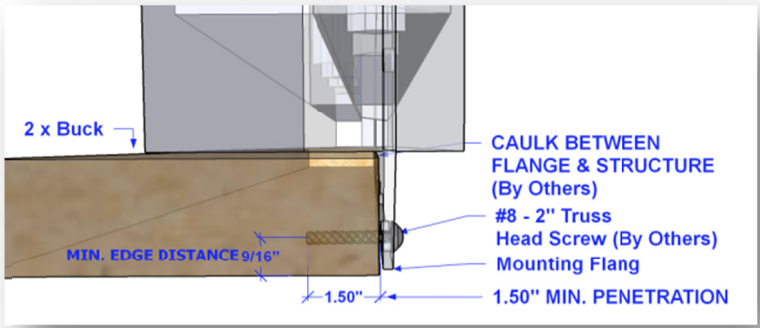 2 x Buck
CAULK BETWEEN
FLANGE & STRUCTURE
(By Others)
#8 - 2" Truss
Head Screw (By Others)
MIN. EDGE DISTANCE 9/16"
Mounting Flang
1.50"
1.50" MIN. PENETRATION